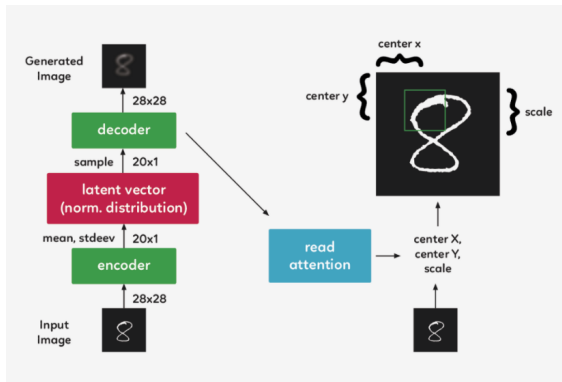 Generated
Image
28x28
decoder
sample
20x1
latent vector
(norm. distribution)
mean, stdeev
20x1
encoder
28x28
Input
Image
center x
center y
scale
read
attention
center X,
center Y,
scale